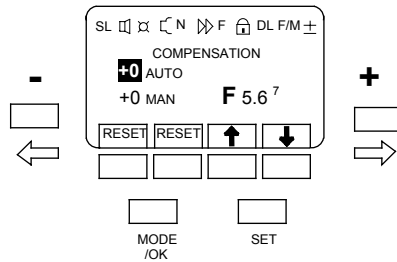 SL N F DL F/M ±
COMPENSATION
+0 AUTO
+0 MAN F 5.6 7
- +
RESET RESET
MODE /OK
SET